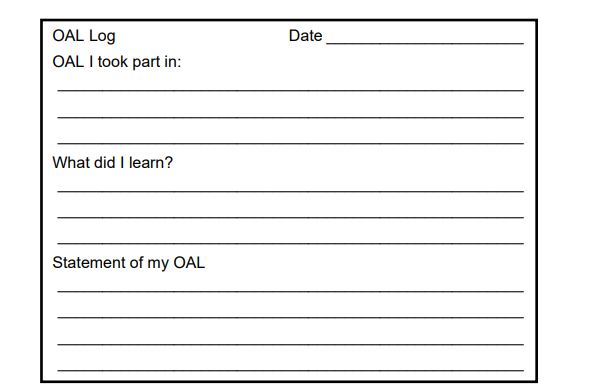 OAL Log Date
OAL I took part in:
What did I learn?
Statement of my OAL